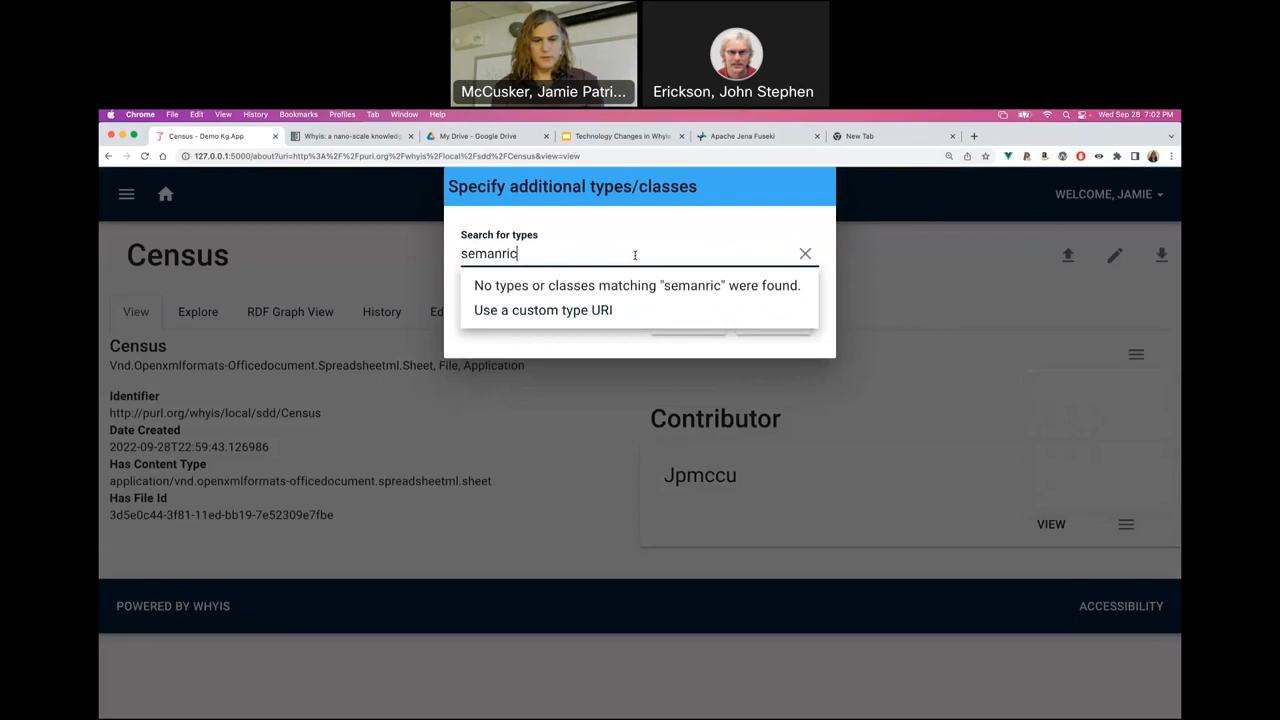 McCusker, Jamie Patri...
Erickson, John Stephen
Chrome File Edit View History Bookmarks Profiles Tab Window Help
Wed Sep 28 7:02 PM
Census - Demo Kg App
Whyis: a nano-scale knowledg
My Drive - Google Drive
Technology Changes in Whyis
Apache Jena Fuseki
New Tab
127.0.0.1:5000/about?uri=http%3A%2F%2Fpurl.org%2Fwhyis%2Flocal%2Fsdd%2FCensus&view=view
Specify additional types/classes
WELCOME, JAMIE
Search for types
semanric
No types or classes matching "semanric" were found.
Use a custom type URI
Census
View Explore RDF Graph View History Ed
Census
Vnd.Openxmlformats-Officedocument.Spreadsheetml.Sheet, File, Application
Identifier
http://purl.org/whyis/local/sdd/Census
Date Created
2022-09-28T22:59:43.126986
Has Content Type
application/vnd.openxmlformats-officedocument.spreadsheetml.sheet
Has File Id
3d5e0c44-3f81-11ed-bb19-7e52309e7fbe
Contributor
Jpmccu
VIEW
POWERED BY WHYIS
ACCESSIBILITY